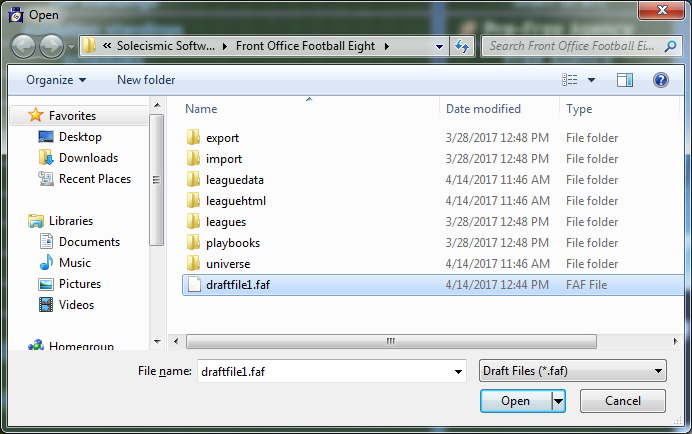 Open
« Solecismic Softw... ▸ Front Office Football Eight ▸
Search Front Office Football Ei...
Organize ▾ New folder
Favorites
Desktop
Downloads
Recent Places
Libraries
Documents
Music
Pictures
Videos
Homegroup
Name Date modified Type
export 3/28/2017 12:48 PM File folder
import 3/28/2017 12:48 PM File folder
leaguedata 4/14/2017 11:46 AM File folder
leaguehtml 4/14/2017 11:46 AM File folder
leagues 3/28/2017 12:48 PM File folder
playbooks 3/28/2017 12:48 PM File folder
universe 4/14/2017 11:46 AM File folder
draftfile1.faf 4/14/2017 12:44 PM FAF File
File name: draftfile1.faf Draft Files (*.faf)
Open Cancel